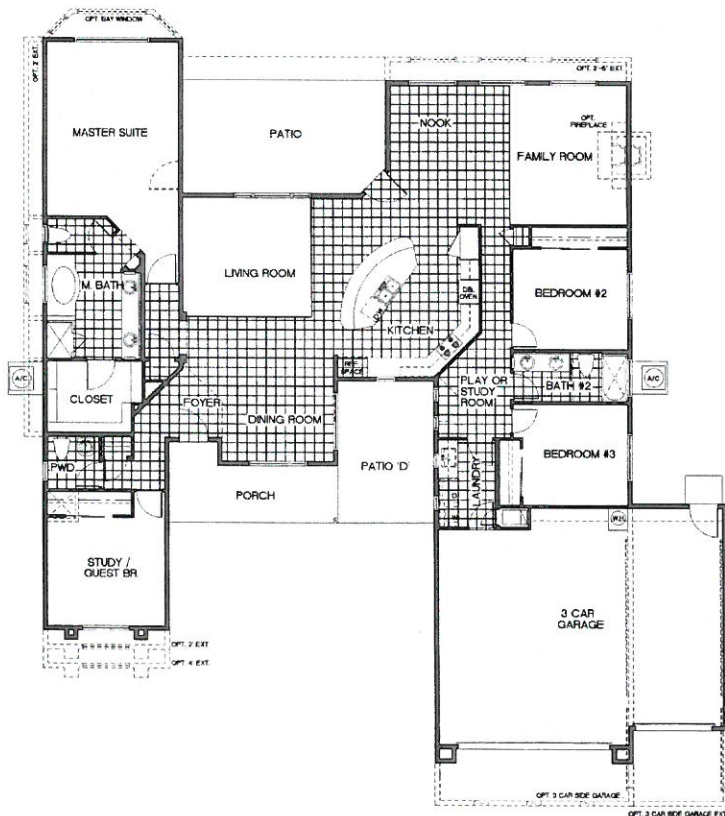 OPT. BAY WINDOW
OPT. 2' EXT.
OPT. 2'-6" EXT.
MASTER SUITE
PATIO
NOOK
OPT.
FIREPLACE
FAMILY ROOM
LIVING ROOM
M. BATH
DW
DBL
OVEN
BEDROOM #2
KITCHEN
REF
SPACE
A/C
CLOSET
FOYER
DINING ROOM
PLAY OR
STUDY
ROOM
BATH #2
A/C
PWD
PATIO 'D'
LAUNDRY
BEDROOM #3
PORCH
STUDY /
GUEST BR
3 CAR
GARAGE
OPT. 2' EXT
OPT. 4' EXT.
OPT. 3 CAR SIDE GARAGE
OPT. 3 CAR SIDE GARAGE EXT.